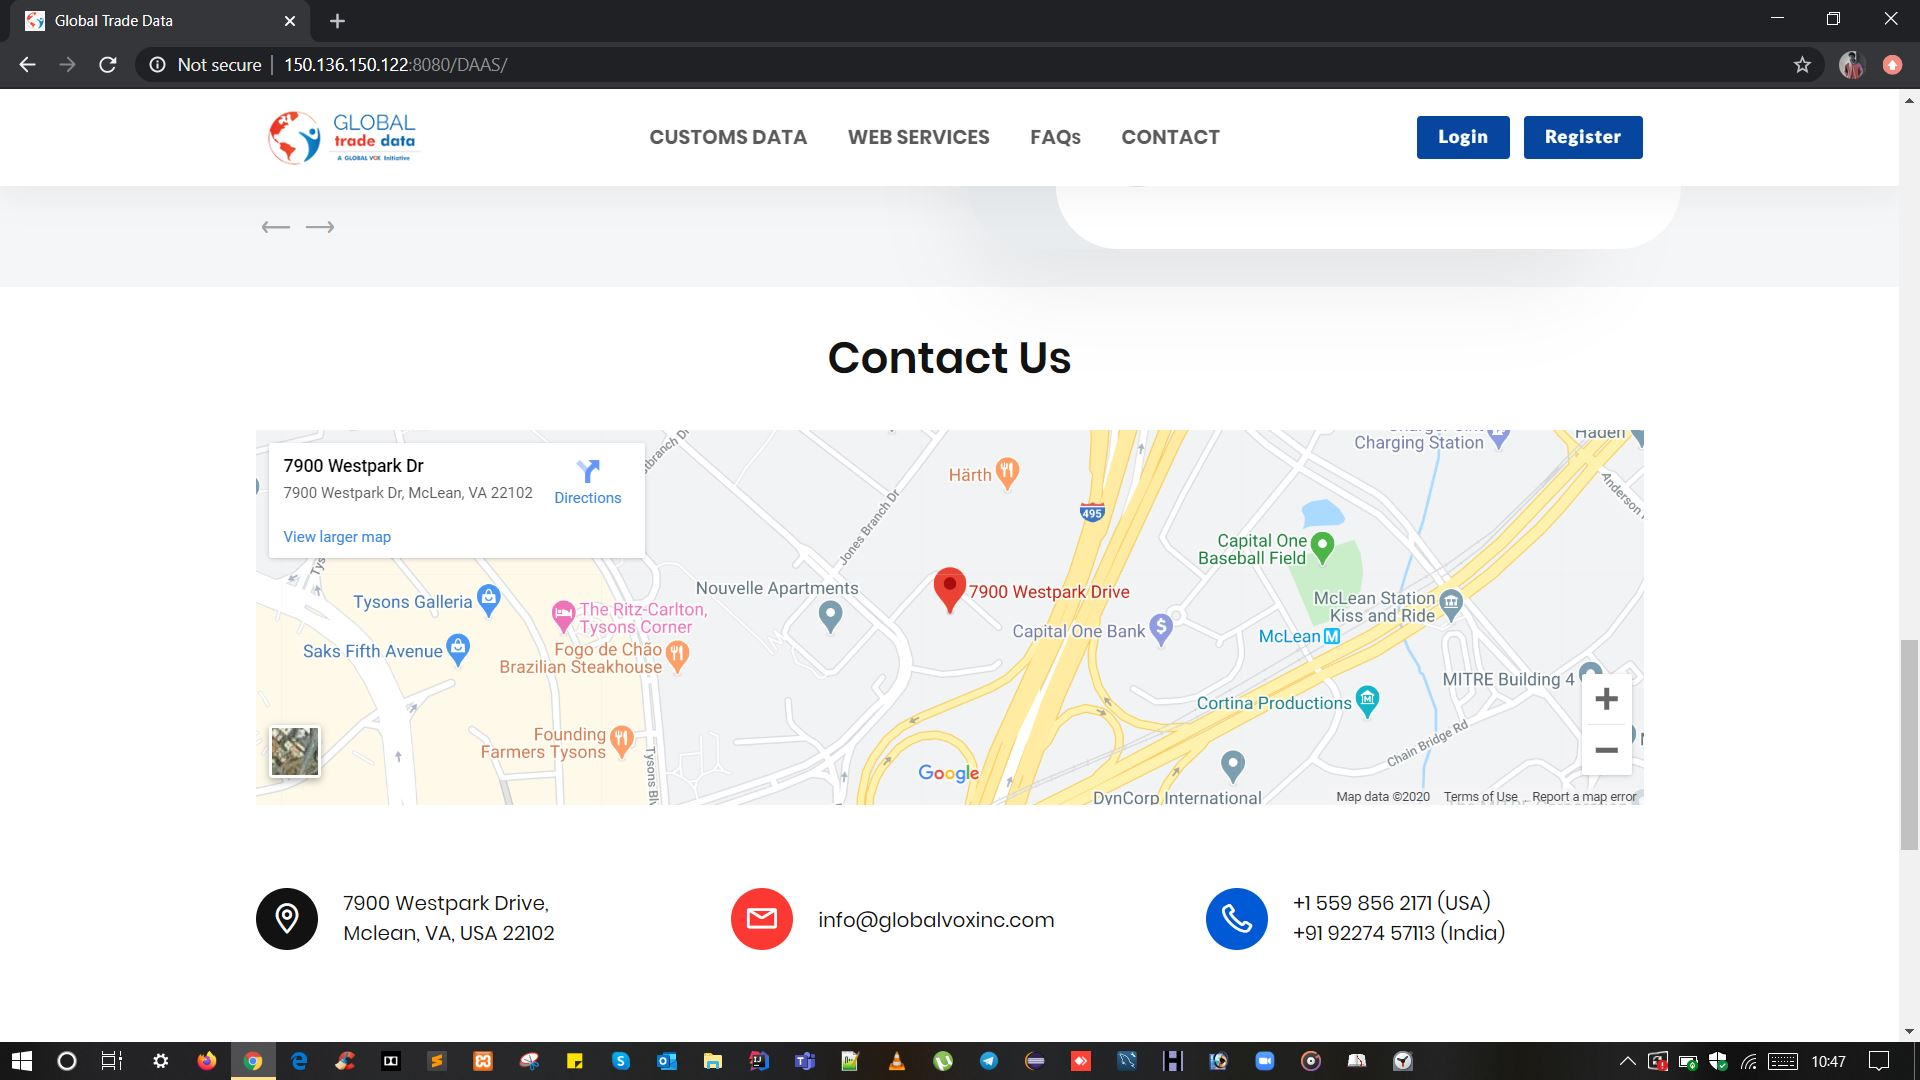 Global Trade Data
Not secure
150.136.150.122:8080/DAAS/
GLOBAL
trade data
A GLOBAL VOX Initiative
CUSTOMS DATA
WEB SERVICES
FAQs
CONTACT
Login
Register
Contact Us
7900 Westpark Dr
7900 Westpark Dr, McLean, VA 22102
Directions
View larger map
Jones Branch Dr
Härth
495
Charging Station
Haden
Anderson
Capital One
Baseball Field
Nouvelle Apartments
7900 Westpark Drive
Tysons Galleria
The Ritz-Carlton,
Tysons Corner
McLean Station
Kiss and Ride
Capital One Bank
McLean M
Saks Fifth Avenue
Fogo de Chão
Brazilian Steakhouse
MITRE Building 4
Cortina Productions
Founding
Farmers Tysons
Chain Bridge Rd
Google
DynCorp International
Map data ©2020
Terms of Use
Report a map error
7900 Westpark Drive,
Mclean, VA, USA 22102
info@globalvoxinc.com
+1 559 856 2171 (USA)
+91 92274 57113 (India)
10:47